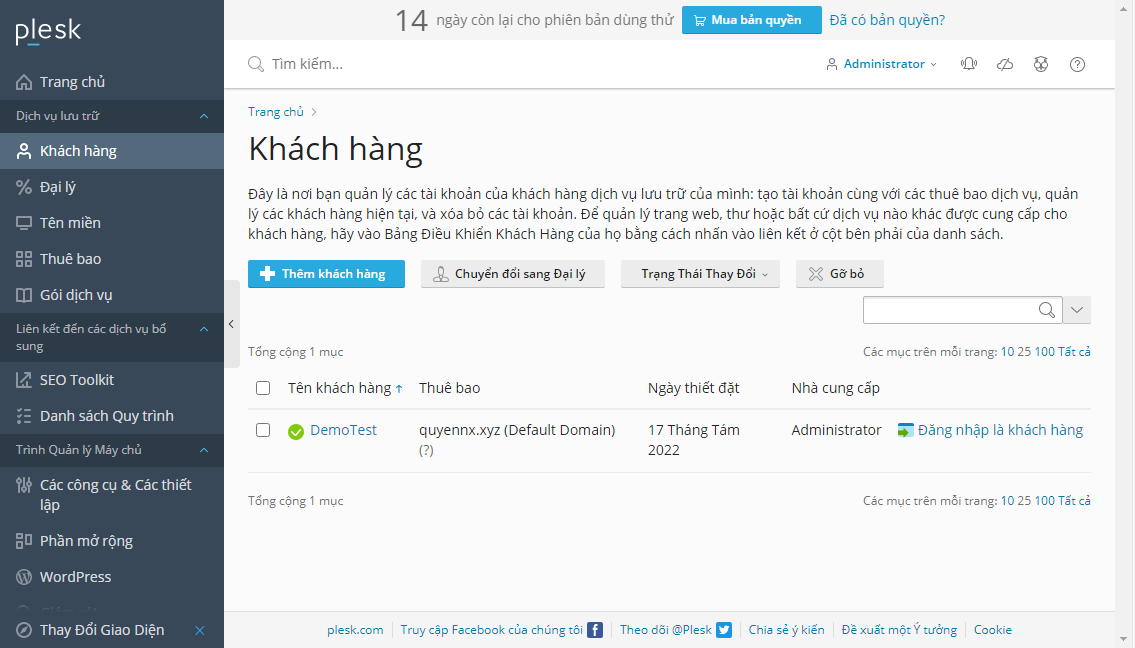 14 ngày còn lại cho phiên bản dùng thử Mua bản quyền Đã có bản quyền?
plesk
Tìm kiếm...
Administrator
Trang chủ
Dịch vụ lưu trữ
Khách hàng
Đại lý
Tên miền
Thuê bao
Gói dịch vụ
Liên kết đến các dịch vụ bổ
sung
SEO Toolkit
Danh sách Quy trình
Trình Quản lý Máy chủ
Các công cụ & Các thiết
lập
Phần mở rộng
WordPress
Thay Đổi Giao Diện
Trang chủ
Khách hàng
Đây là nơi bạn quản lý các tài khoản của khách hàng dịch vụ lưu trữ của mình: tạo tài khoản cùng với các thuê bao dịch vụ, quản
lý các khách hàng hiện tại, và xóa bỏ các tài khoản. Để quản lý trang web, thư hoặc bất cứ dịch vụ nào khác được cung cấp cho
khách hàng, hãy vào Bảng Điều Khiển Khách Hàng của họ bằng cách nhấn vào liên kết ở cột bên phải của danh sách.
Thêm khách hàng Chuyển đổi sang Đại lý Trạng Thái Thay Đổi Gỡ bỏ
Tổng cộng 1 mục Các mục trên mỗi trang: 10 25 100 Tất cả
Tên khách hàng ↑ Thuê bao Ngày thiết đặt Nhà cung cấp
DemoTest quyennx.xyz (Default Domain) 17 Tháng Tám Administrator Đăng nhập là khách hàng
(?) 2022
Tổng cộng 1 mục Các mục trên mỗi trang: 10 25 100 Tất cả
plesk.com Truy cập Facebook của chúng tôi Theo dõi @Plesk Chia sẻ ý kiến Đề xuất một Ý tưởng Cookie